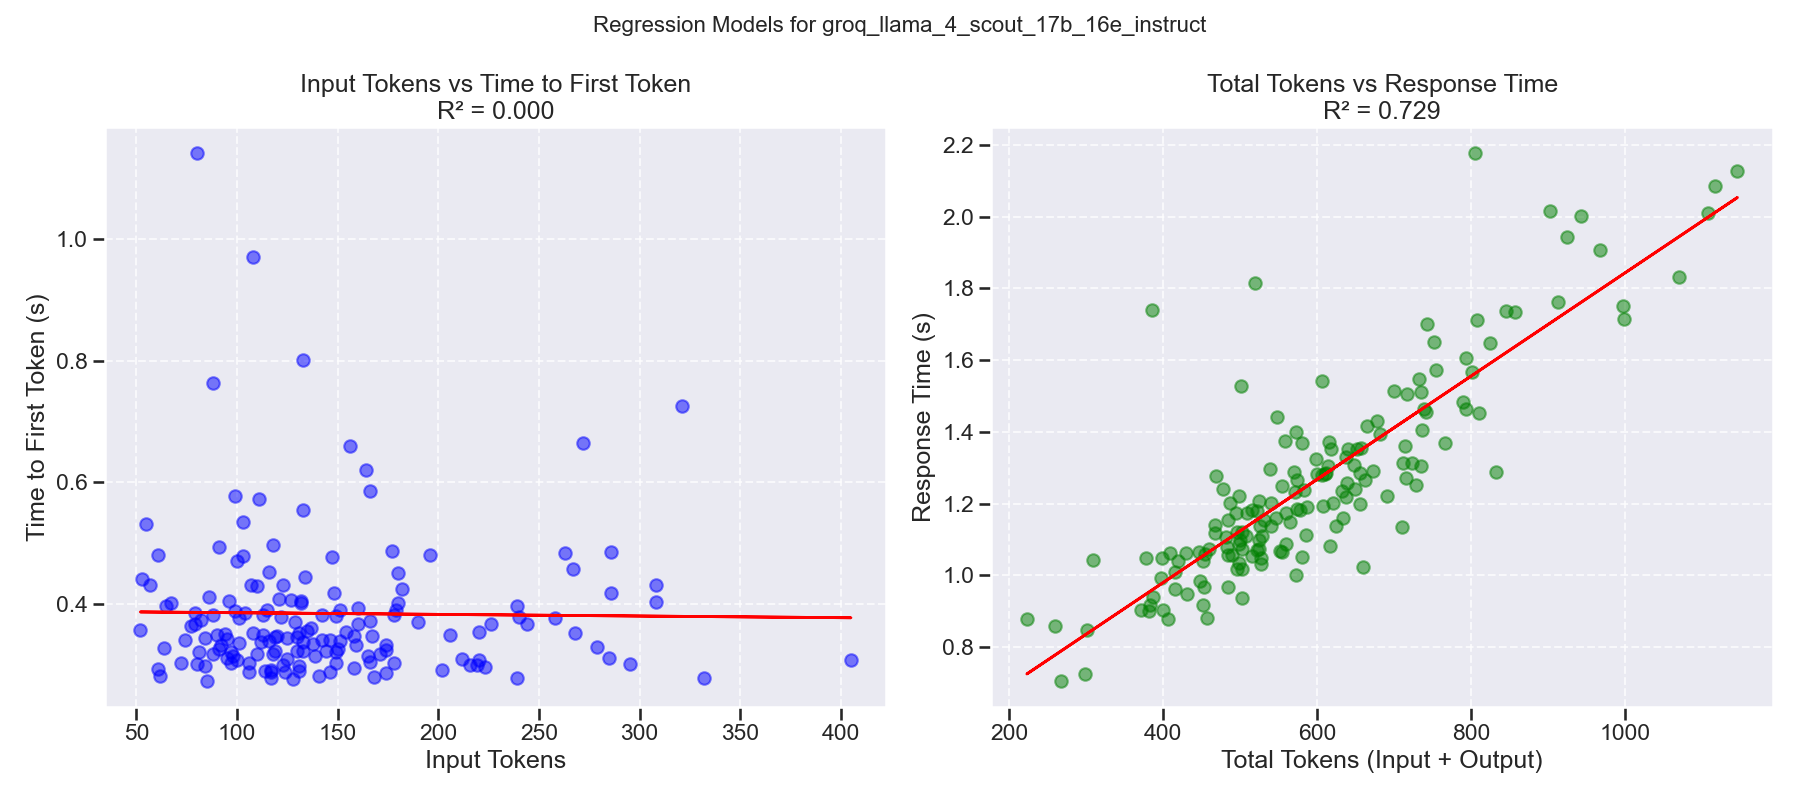 Regression Models for groq_llama_4_scout_17b_16e_instruct
Input Tokens vs Time to First Token
R² = 0.000
Time to First Token (s)
1.0
0.8
0.6
0.4
50 100 150 200 250 300 350 400
Input Tokens
Total Tokens vs Response Time
R² = 0.729
Response Time (s)
2.2
2.0
1.8
1.6
1.4
1.2
1.0
0.8
200 400 600 800 1000
Total Tokens (Input + Output)